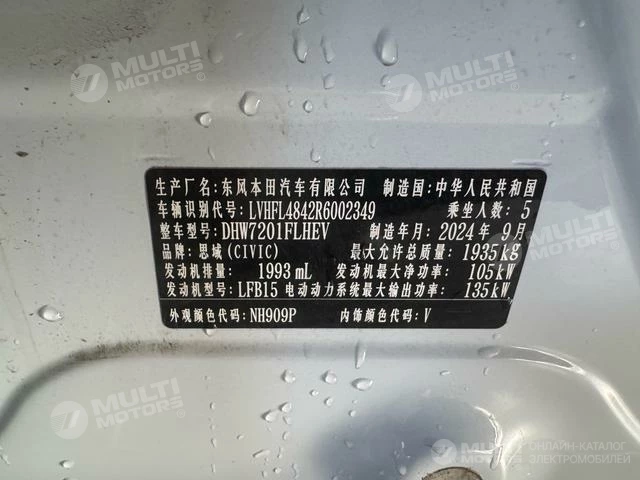 MULTI MOTORS®
MULTI MOTORS
生产厂名:东风本田汽车有限公司 制造国:中华人民共和国
车辆识别代号:LVHFL4842R6002349 乘坐人数:5
整车型号:DHW7201FLHEV 制造年月:2024年9月
品牌:思域(CIVIC) 最大允许总质量:1935kg
发动机排量:1993mL 发动机最大净功率:105kW
发动机型号:LFB15 电动动力系统最大输出功率:135kW
外观颜色代码:NH909P 内饰颜色代码:V
MULTI MOTORS®
MULTI MOTORS
ОНЛАЙН-КАТАЛОГ
ЭЛЕКТРОМОБИЛЕЙ